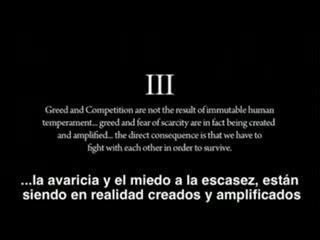 III
Greed and Competition are not the result of immutable human
temperament... greed and fear of scarcity are in fact being created
and amplified... the direct consequence is that we have to
fight with each other in order to survive.
...la avaricia y el miedo a la escasez, están
siendo en realidad creados y amplificados